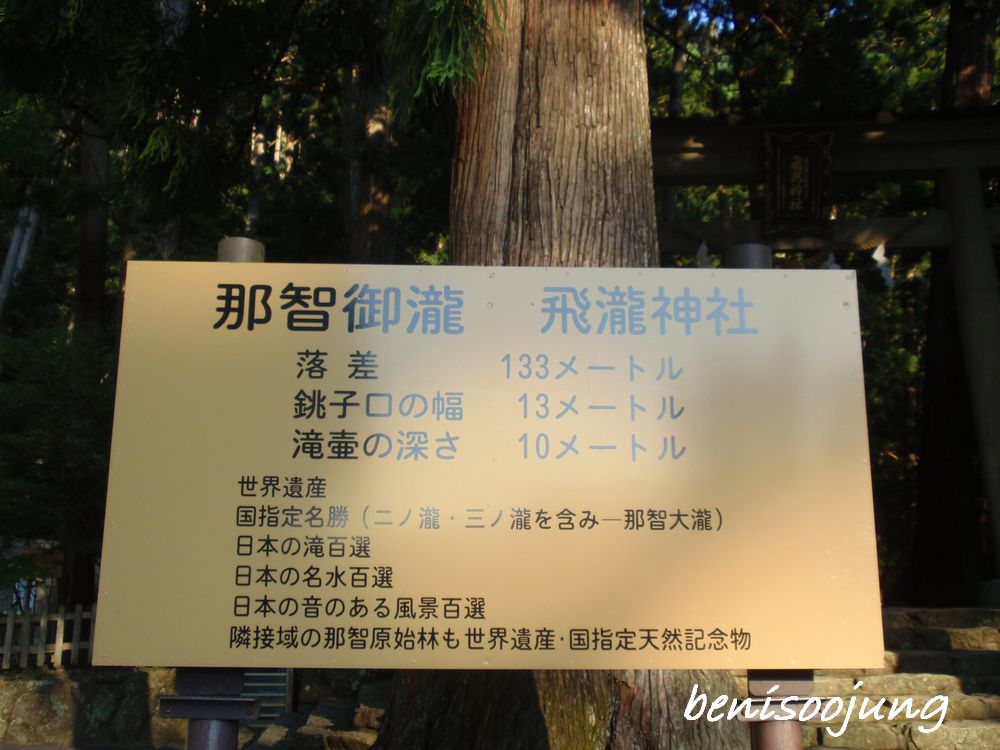 那智御瀧　飛瀧神社
落差　133メートル
銚子口の幅　13メートル
滝壷の深さ　10メートル
世界遺産
国指定名勝（二ノ瀧・三ノ瀧を含み―那智大瀧）
日本の滝百選
日本の名水百選
日本の音のある風景百選
隣接域の那智原始林も世界遺産・国指定天然記念物
benisoojung